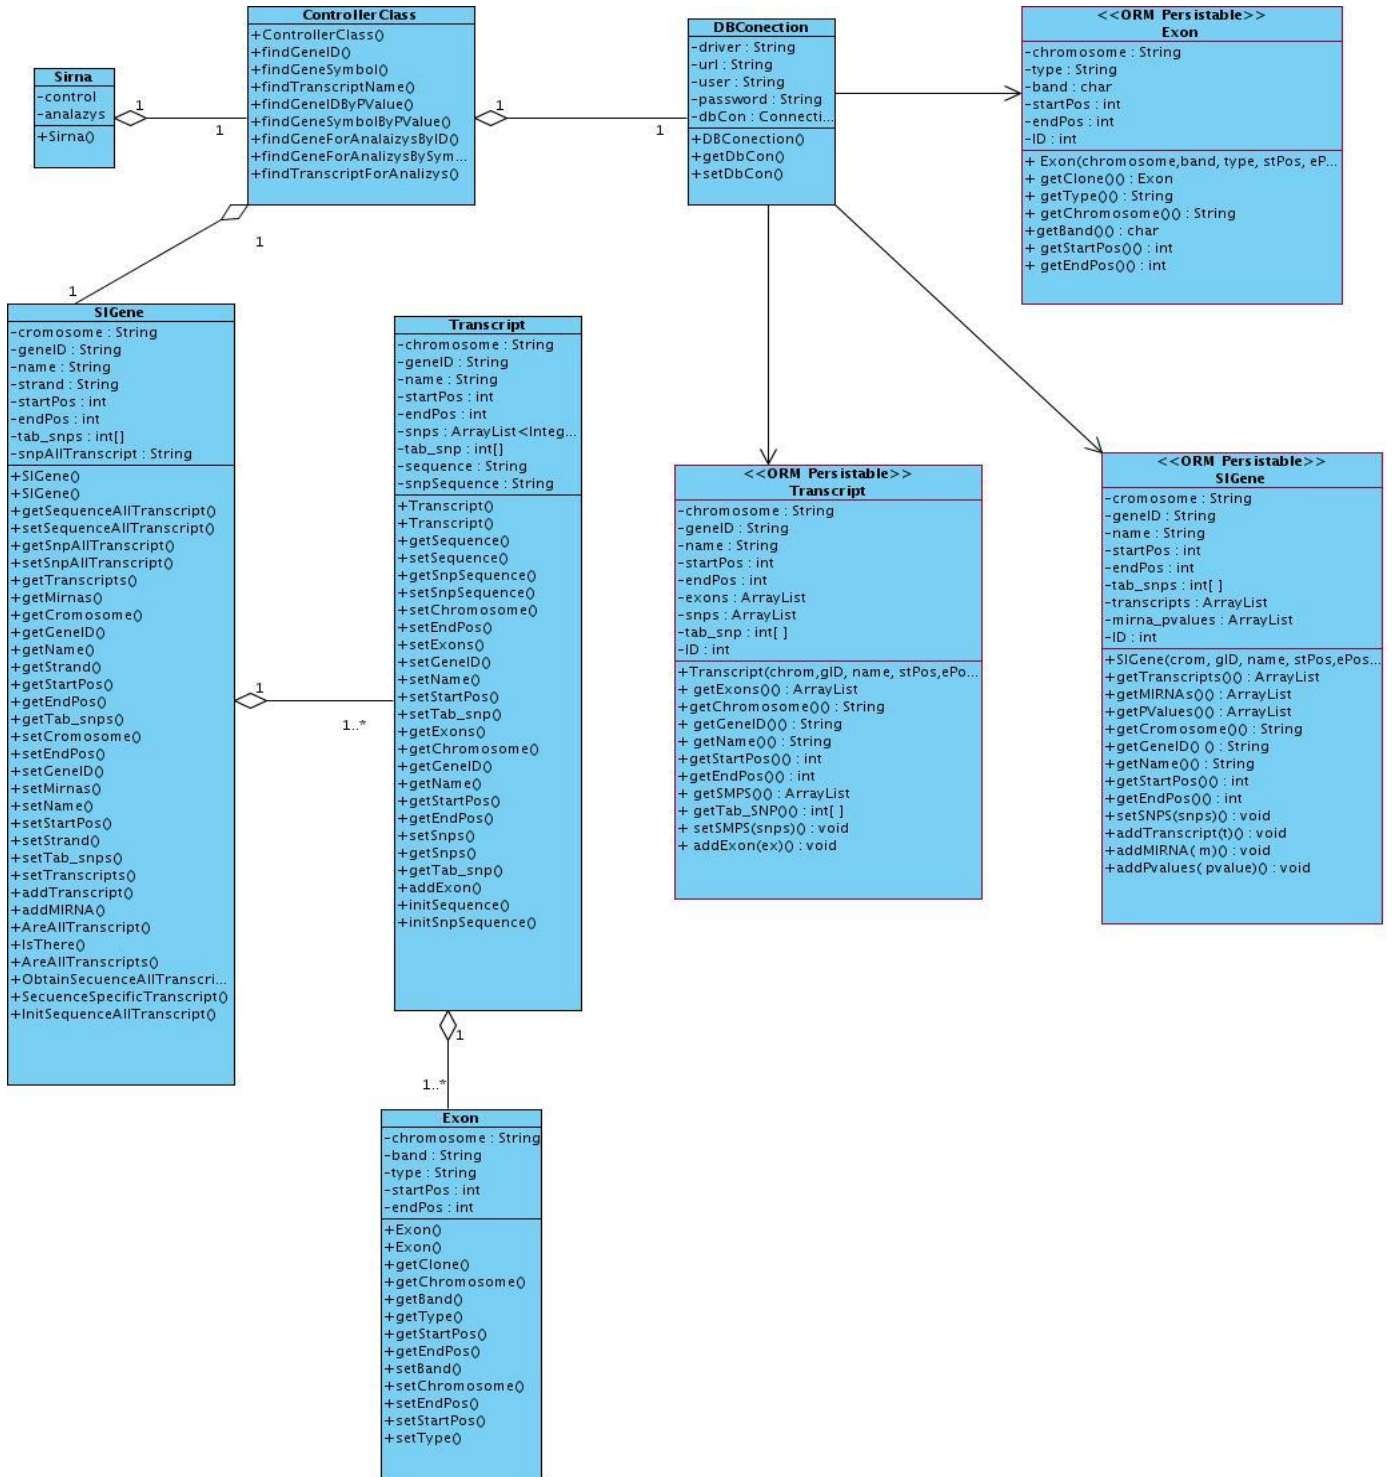 Sirna
-control
-analazys
+Sirna()
1
1
ControllerClass
+ControllerClass()
+findGeneID()
+findGeneSymbol()
+findTranscriptName()
+findGeneIDByPValue()
+findGeneSymbolByPValue()
+findGeneForAnalaizysByID()
+findGeneForAnalizysBySym...
+findTranscriptForAnalizys()
1
1
DBConection
-driver : String
-url : String
-user : String
-password : String
-dbCon : Connecti...
+DBConection()
+getDbCon()
+setDbCon()
<<ORM Persistable>>
Exon
-chromosome : String
-type : String
-band : char
-startPos : int
-endPos : int
-ID : int
+ Exon(chromosome,band, type, stPos, eP...
+ getClone()() : Exon
+ getType()() : String
+ getChromosome()() : String
+getBand()() : char
+ getStartPos()() : int
+ getEndPos()() : int
1
1
SIGene
-cromosome : String
-geneID : String
-name : String
-strand : String
-startPos : int
-endPos : int
-tab_snps : int[]
-snpAllTranscript : String
+SIGene()
+SIGene()
+getSequenceAllTranscript()
+setSequenceAllTranscript()
+getSnpAllTranscript()
+setSnpAllTranscript()
+getTranscripts()
+getMirnas()
+getCromosome()
+getGeneID()
+getName()
+getStrand()
+getStartPos()
+getEndPos()
+getTab_snps()
+setCromosome()
+setEndPos()
+setGeneID()
+setMirnas()
+setName()
+setStartPos()
+setStrand()
+setTab_snps()
+setTranscripts()
+addTranscript()
+addMIRNA()
+AreAllTranscript()
+IsThere()
+AreAllTranscripts()
+ObtainSecuenceAllTranscri...
+SecuenceSpecificTranscript()
+InitSequenceAllTranscript()
1
1..*
Transcript
-chromosome : String
-geneID : String
-name : String
-startPos : int
-endPos : int
-snps : ArrayList<Integ...
-tab_snp : int[]
-sequence : String
-snpSequence : String
+Transcript()
+Transcript()
+getSequence()
+setSequence()
+getSnpSequence()
+setSnpSequence()
+setChromosome()
+setEndPos()
+setExons()
+setGeneID()
+setName()
+setStartPos()
+setTab_snp()
+getExons()
+getChromosome()
+getGeneID()
+getName()
+getStartPos()
+getEndPos()
+setSnps()
+getSnps()
+getTab_snp()
+addExon()
+initSequence()
+initSnpSequence()
1
1..*
Exon
-chromosome : String
-band : String
-type : String
-startPos : int
-endPos : int
+Exon()
+Exon()
+getClone()
+getChromosome()
+getBand()
+getType()
+getStartPos()
+getEndPos()
+setBand()
+setChromosome()
+setEndPos()
+setStartPos()
+setType()
<<ORM Persistable>>
Transcript
-chromosome : String
-geneID : String
-name : String
-startPos : int
-endPos : int
-exons : ArrayList
-snps : ArrayList
-tab_snp : int[ ]
-ID : int
+Transcript(chrom,gID, name, stPos,ePo...
+ getExons()() : ArrayList
+getChromosome()() : String
+ getGeneID()() : String
+ getName()() : String
+getStartPos()() : int
+getEndPos()() : int
+ getSMPS()() : ArrayList
+ getTab_SNP()() : int[ ]
+ setSMPS(snps)() : void
+ addExon(ex)() : void
<<ORM Persistable>>
SIGene
-cromosome : String
-geneID : String
-name : String
-startPos : int
-endPos : int
-tab_snps : int[ ]
-transcripts : ArrayList
-mirna_pvalues : ArrayList
-ID : int
+SIGene(crom, gID, name, stPos,ePos...
+getTranscripts()() : ArrayList
+getMIRNAs()() : ArrayList
+getPValues()() : ArrayList
+getCromosome()() : String
+getGeneID() () : String
+getName()() : String
+getStartPos()() : int
+getEndPos()() : int
+setSNPS(snps)() : void
+addTranscript(t)() : void
+addMIRNA( m)() : void
+addPvalues( pvalue)() : void